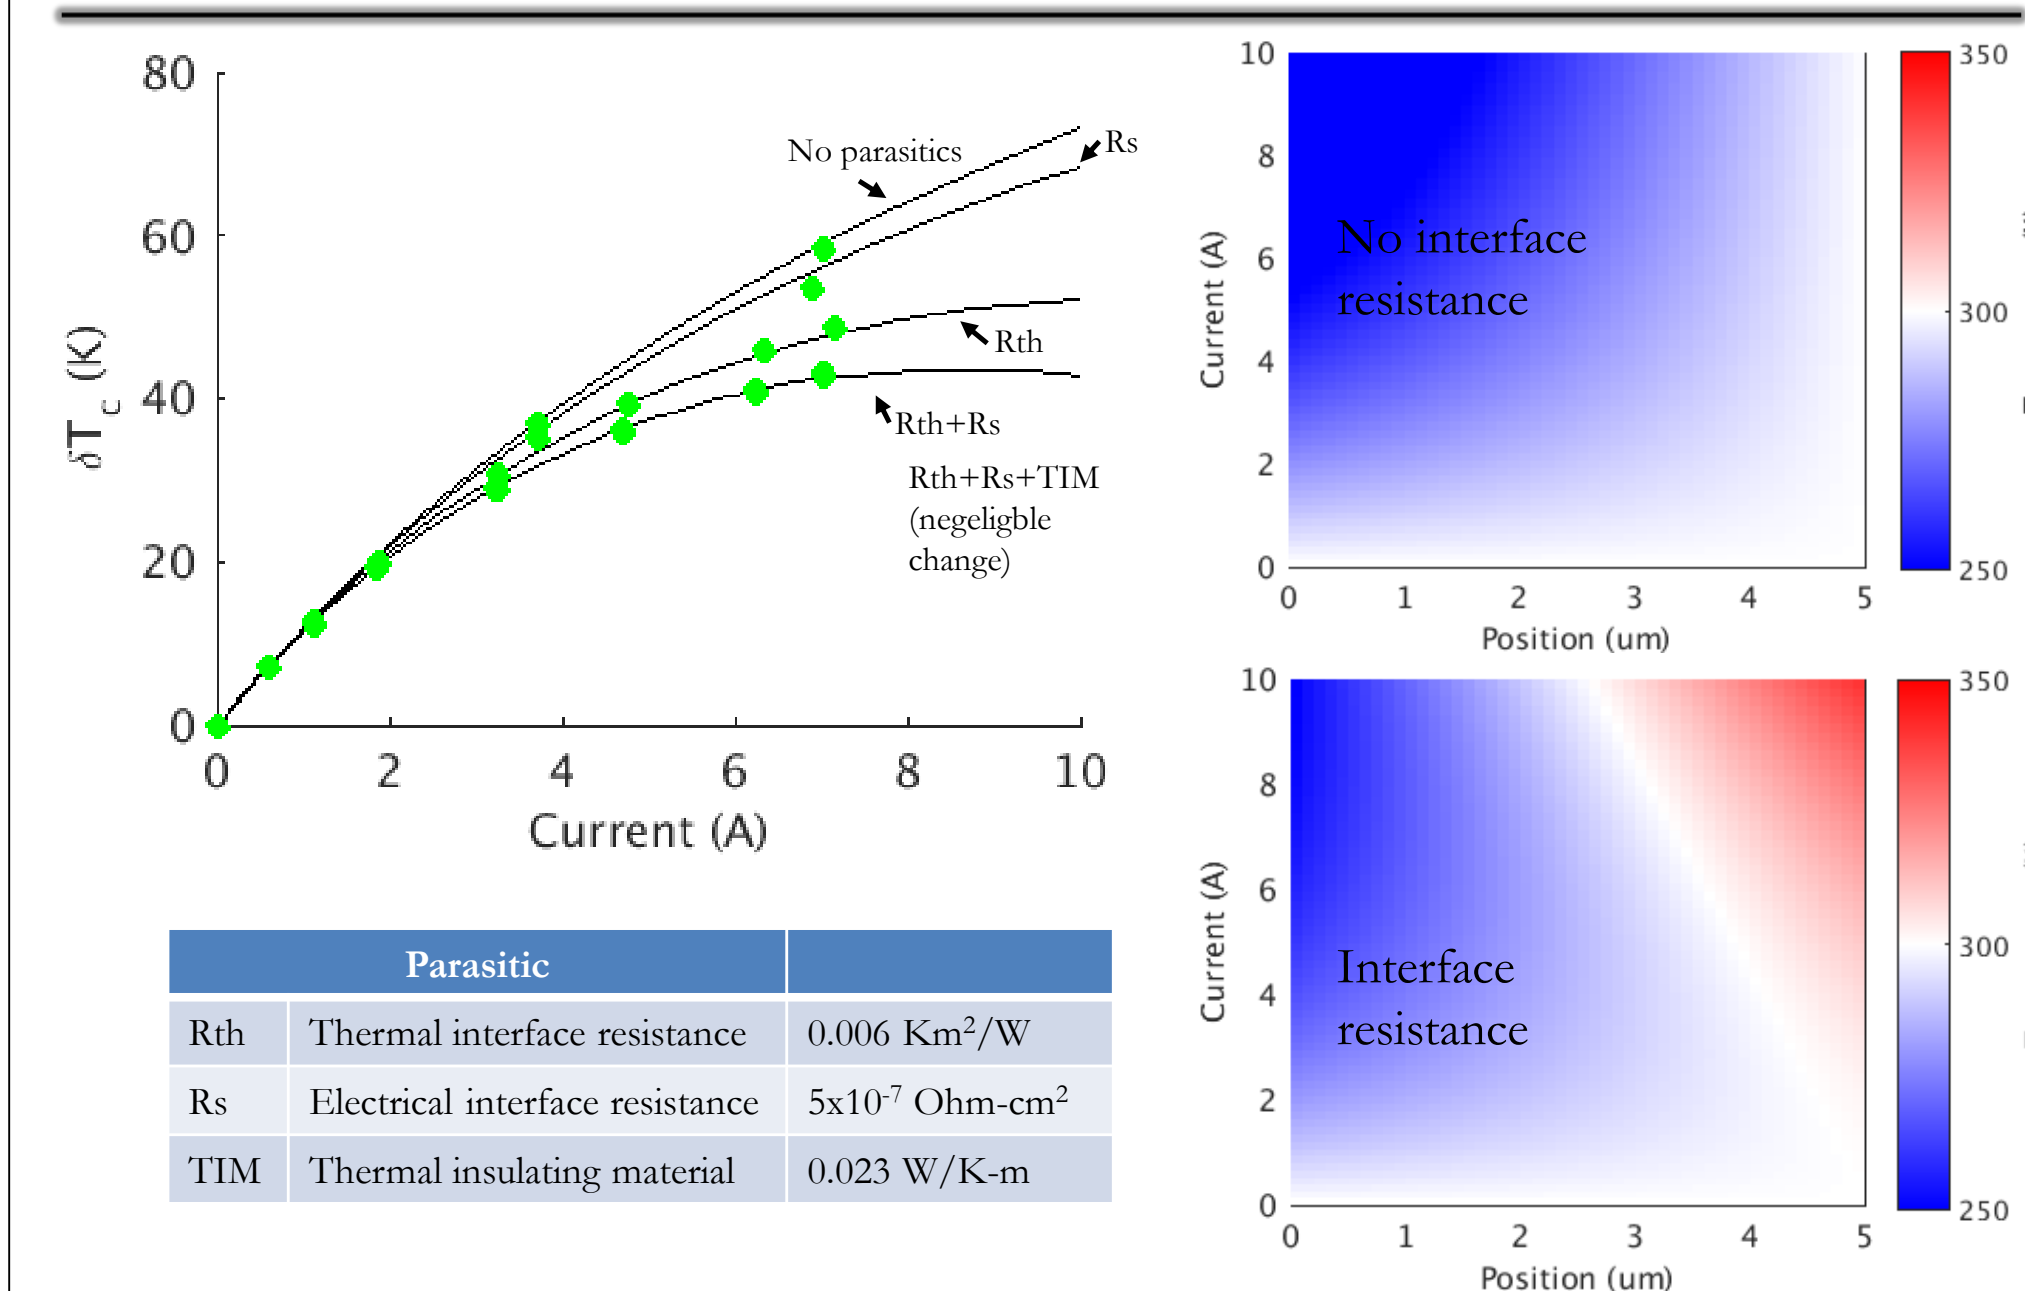 80
60
40
20
0
0 2 4 6 8 10
δTc (K)
Current (A)
No parasitics
Rs
Rth
Rth+Rs
Rth+Rs+TIM
(negeligble
change)
Parasitic
Rth Thermal interface resistance 0.006 Km²/W
Rs Electrical interface resistance 5x10⁻⁷ Ohm-cm²
TIM Thermal insulating material 0.023 W/K-m
10
8
6
4
2
0
0 1 2 3 4 5
Current (A)
Position (um)
No interface
resistance
350
300
250
10
8
6
4
2
0
0 1 2 3 4 5
Current (A)
Position (um)
Interface
resistance
350
300
250